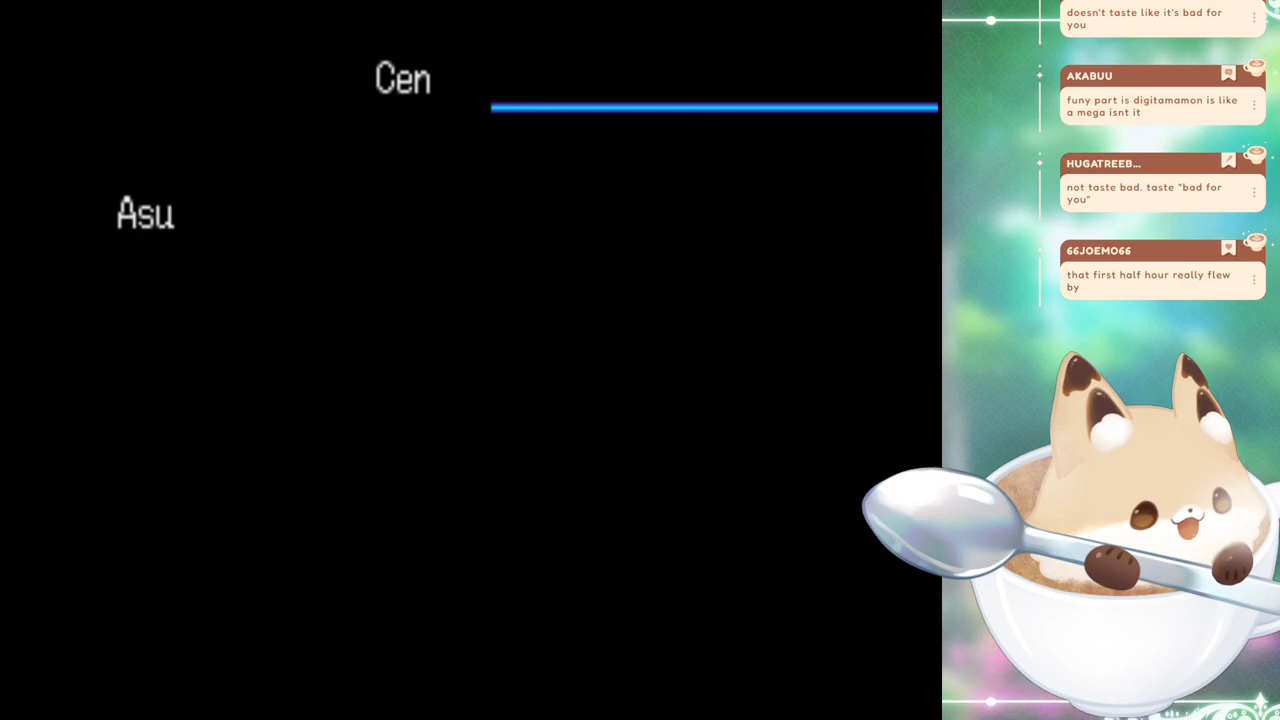 Cen
Asu
doesn't taste like it's bad for
you
AKABUU
funy part is digitamamon is like
a mega isnt it
HUGATREEB...
not taste bad. taste "bad for
you"
66JOEMO66
that first half hour really flew
by